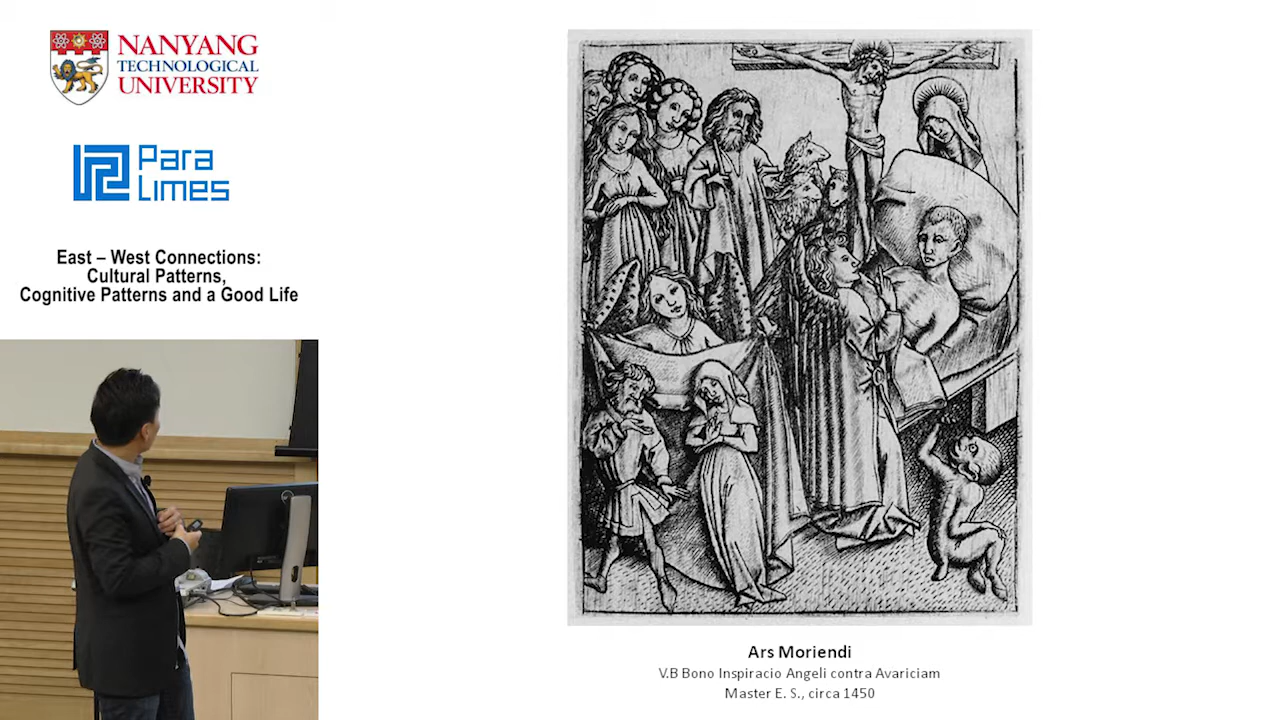 NANYANG
TECHNOLOGICAL
UNIVERSITY
Para
Limes
East – West Connections:
Cultural Patterns,
Cognitive Patterns and a Good Life
Ars Moriendi
V.B Bono Inspiracio Angeli contra Avariciam
Master E. S., circa 1450